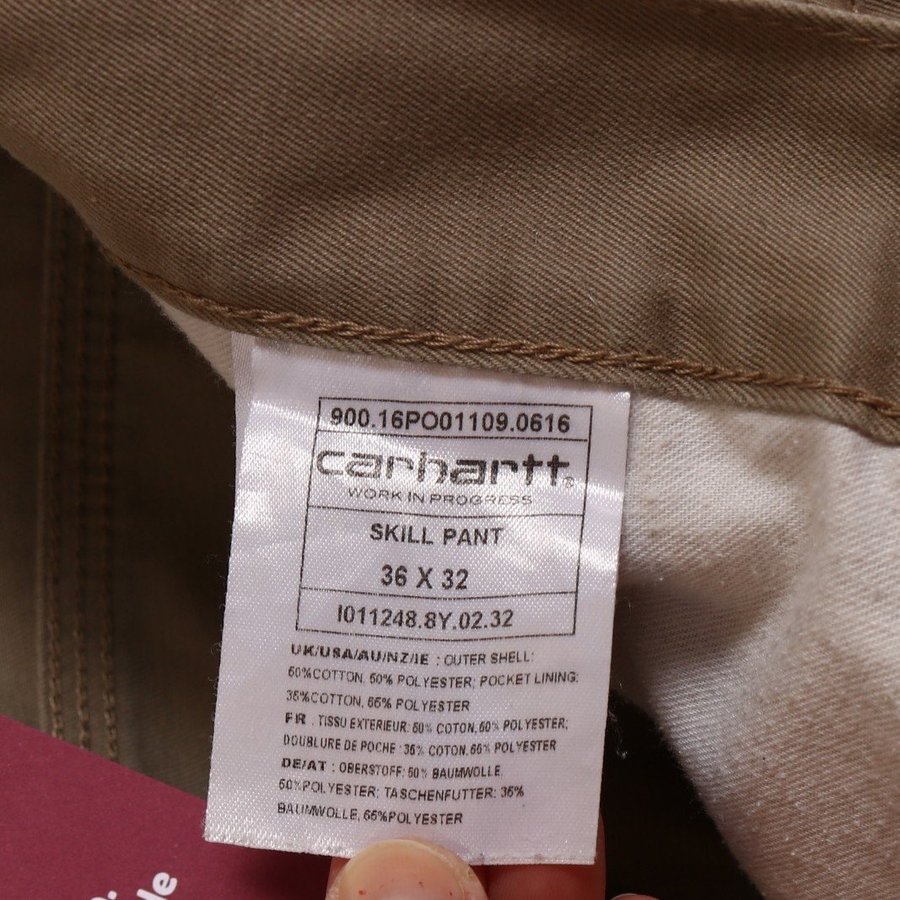 900.16PO01109.0616
carhartt®
WORK IN PROGRESS
SKILL PANT
36 X 32
I011248.8Y.02.32
UK/USA/AU/NZ/IE : OUTER SHELL:
50%COTTON, 50% POLYESTER; POCKET LINING:
35%COTTON, 65% POLYESTER
FR : TISSU EXTERIEUR: 50% COTON, 50% POLYESTER;
DOUBLURE DE POCHE : 35% COTON, 65% POLYESTER
DE/AT : OBERSTOFF: 50% BAUMWOLLE,
50%POLYESTER; TASCHENFUTTER: 35%
BAUMWOLLE, 65% POLYESTER